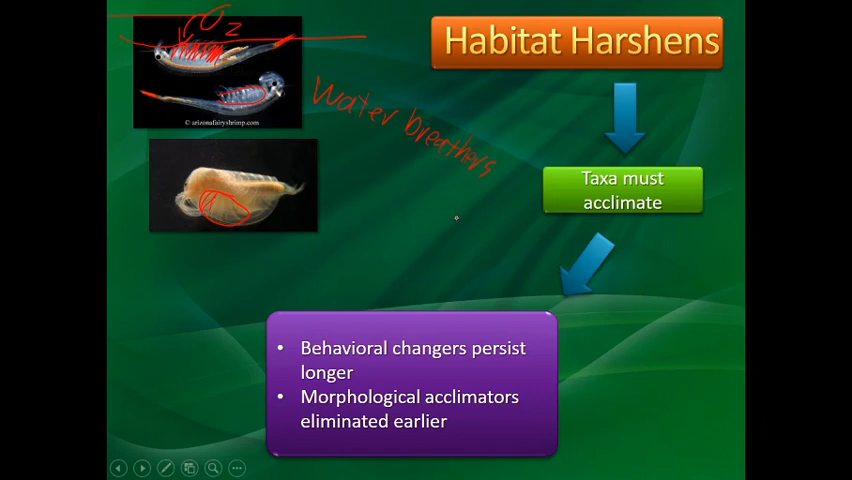 O2
Habitat Harshens
© arizonafairyshrimp.com
Water breathers
Taxa must
acclimate
• Behavioral changers persist
longer
• Morphological acclimators
eliminated earlier